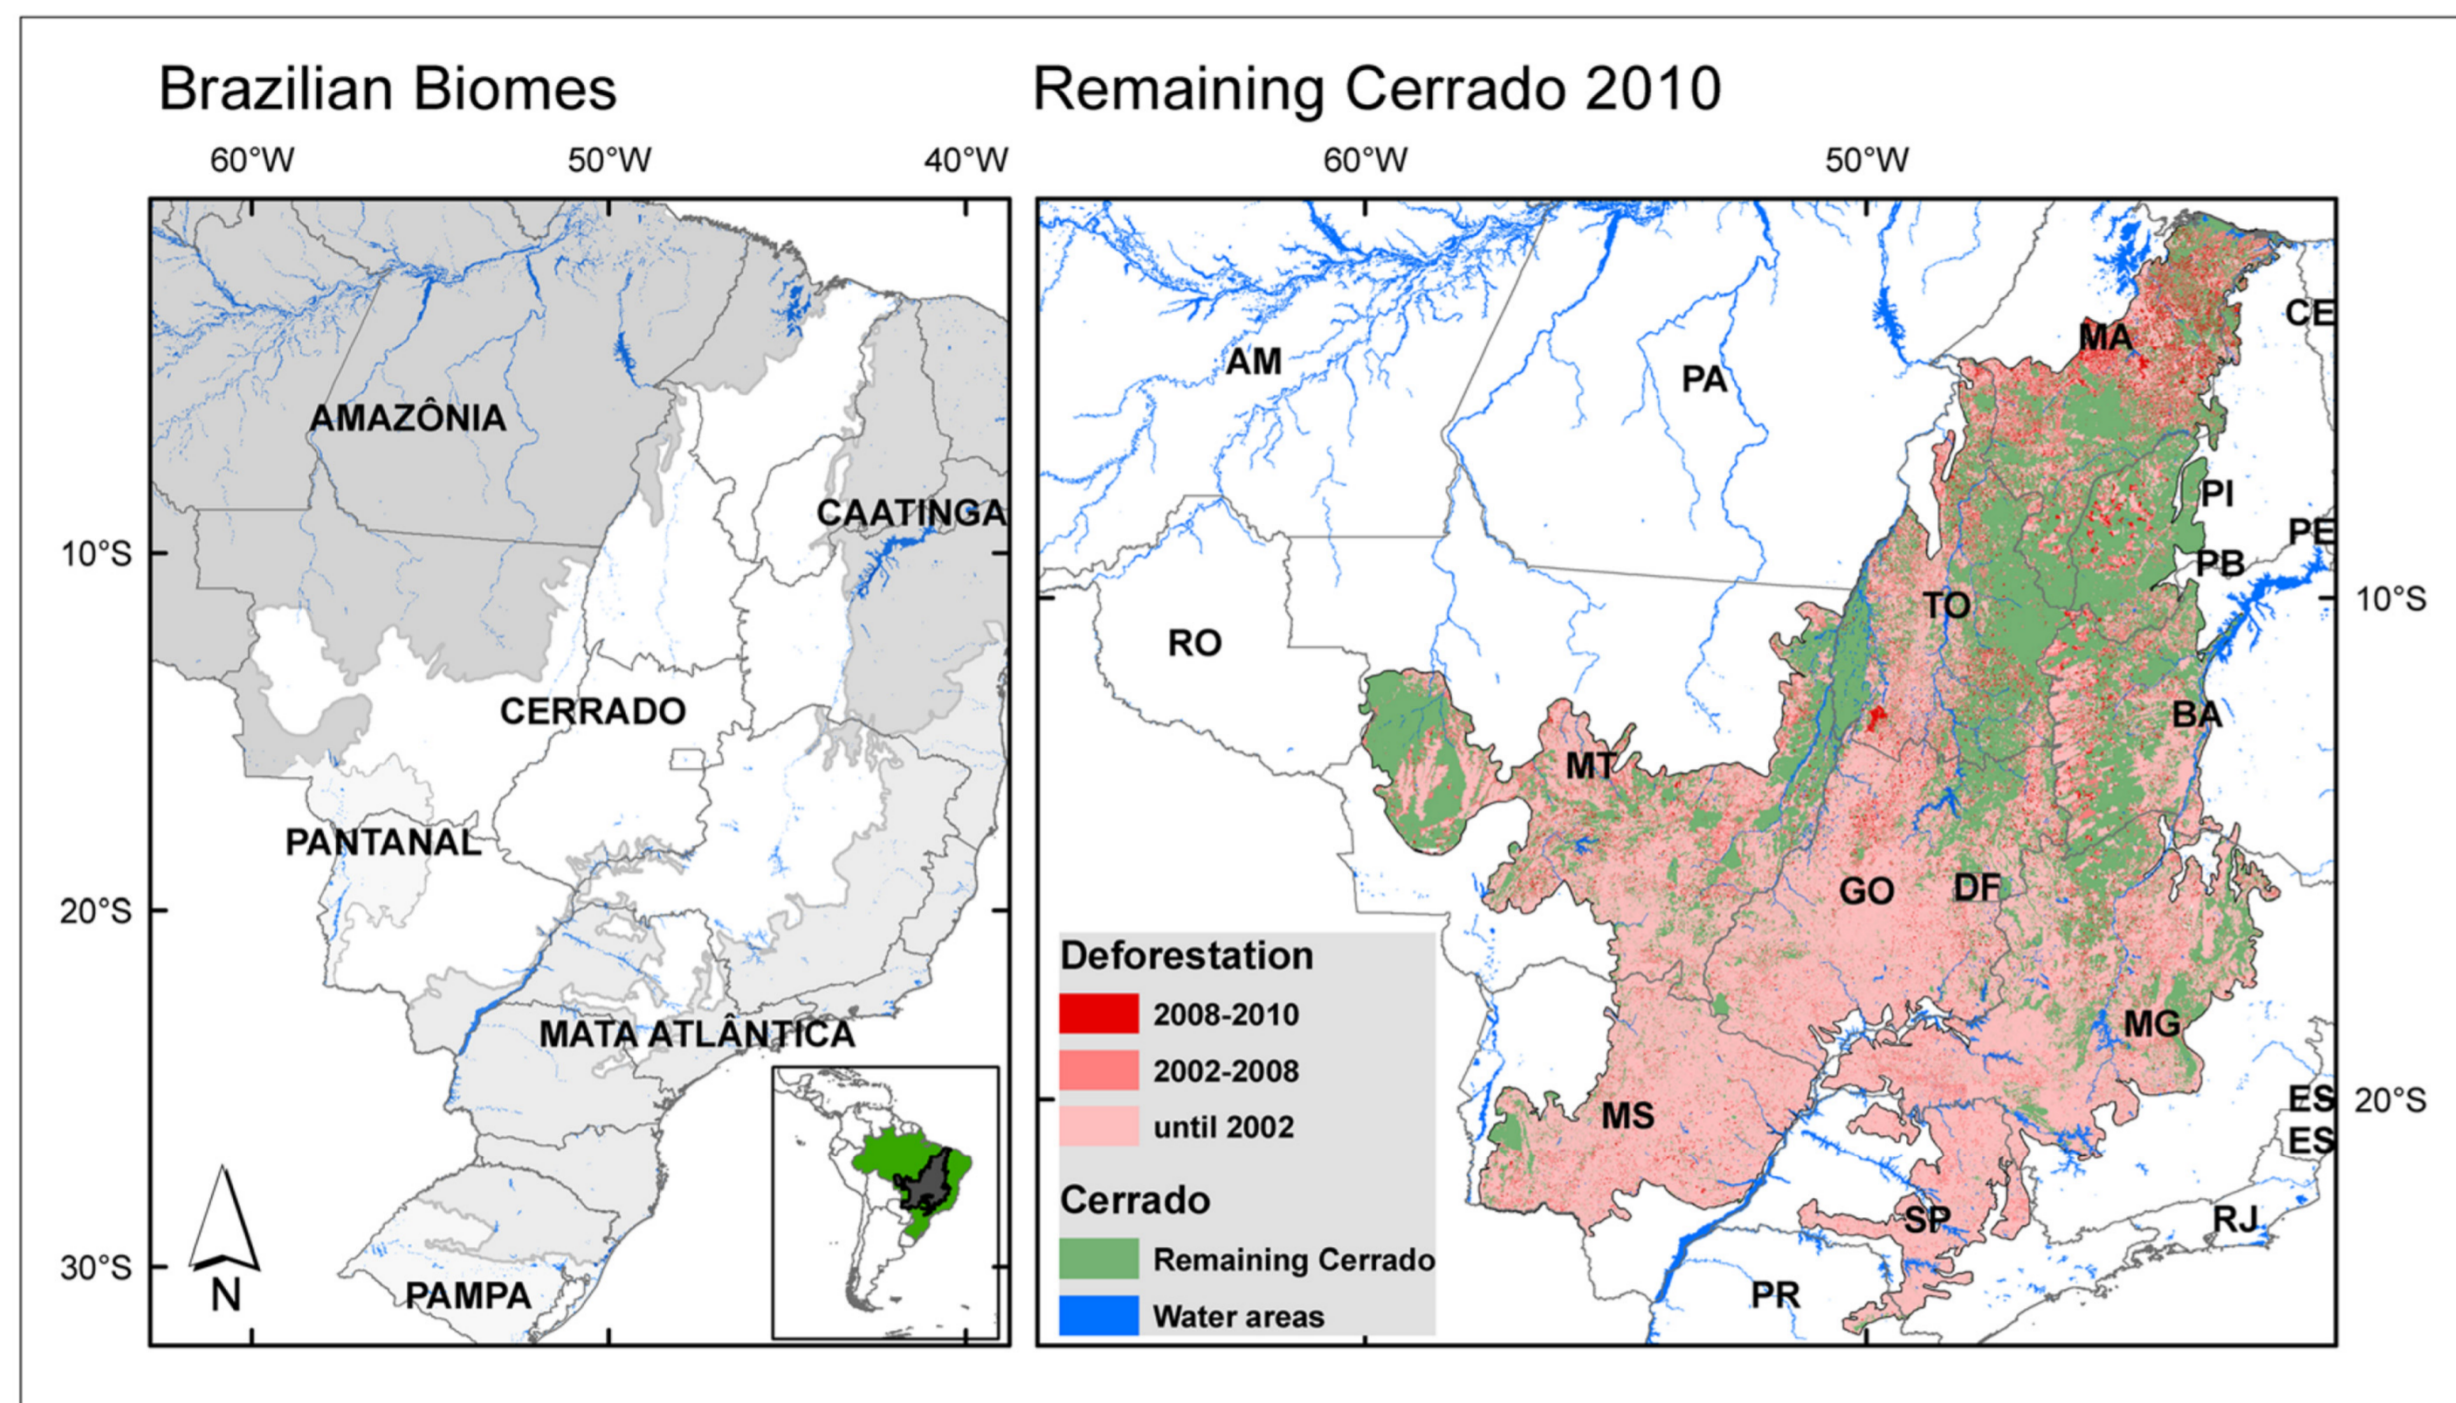 Brazilian Biomes
60°W 50°W 40°W
10°S
20°S
30°S
AMAZÔNIA
CAATINGA
CERRADO
PANTANAL
MATA ATLÂNTICA
PAMPA
N
Remaining Cerrado 2010
60°W 50°W
10°S
20°S
MA
CE
AM
PA
PI
PE
PB
TO
RO
BA
MT
GO
DF
MG
ES
MS
ES
SP
RJ
PR
Deforestation
2008-2010
2002-2008
until 2002
Cerrado
Remaining Cerrado
Water areas